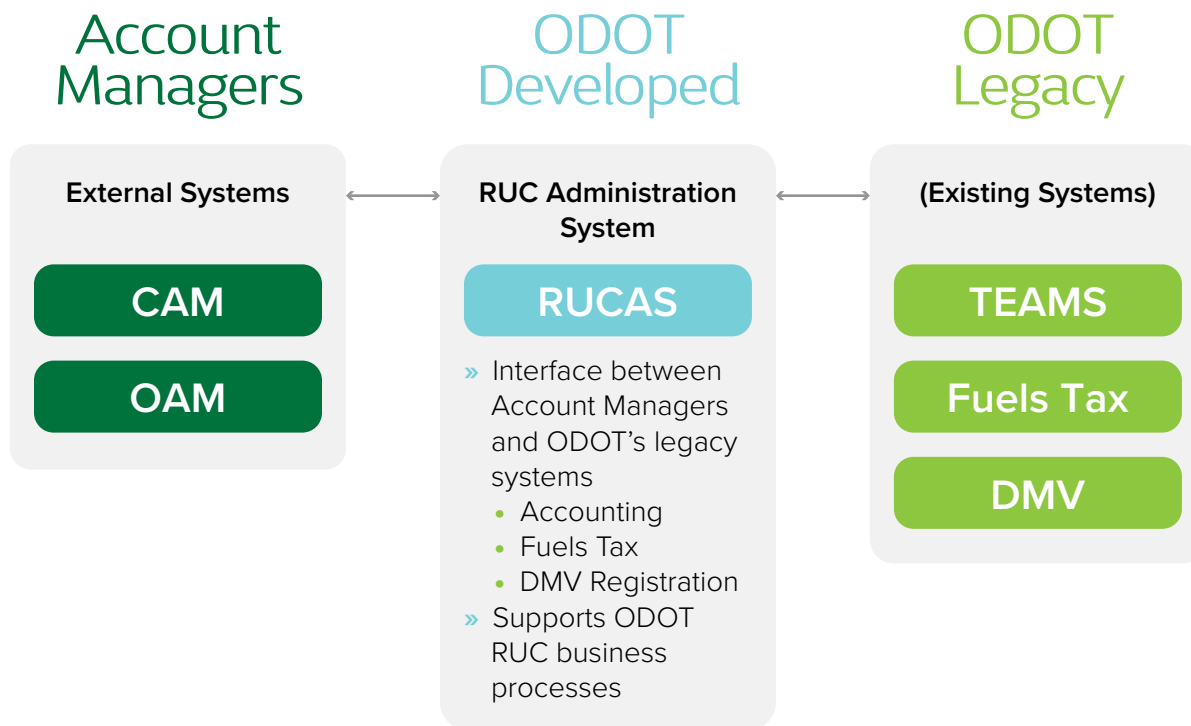 Account
Managers
External Systems
CAM
OAM
ODOT
Developed
RUC Administration
System
RUCAS
» Interface between
Account Managers
and ODOT’s legacy
systems
• Accounting
• Fuels Tax
• DMV Registration
» Supports ODOT
RUC business
processes
ODOT
Legacy
(Existing Systems)
TEAMS
Fuels Tax
DMV